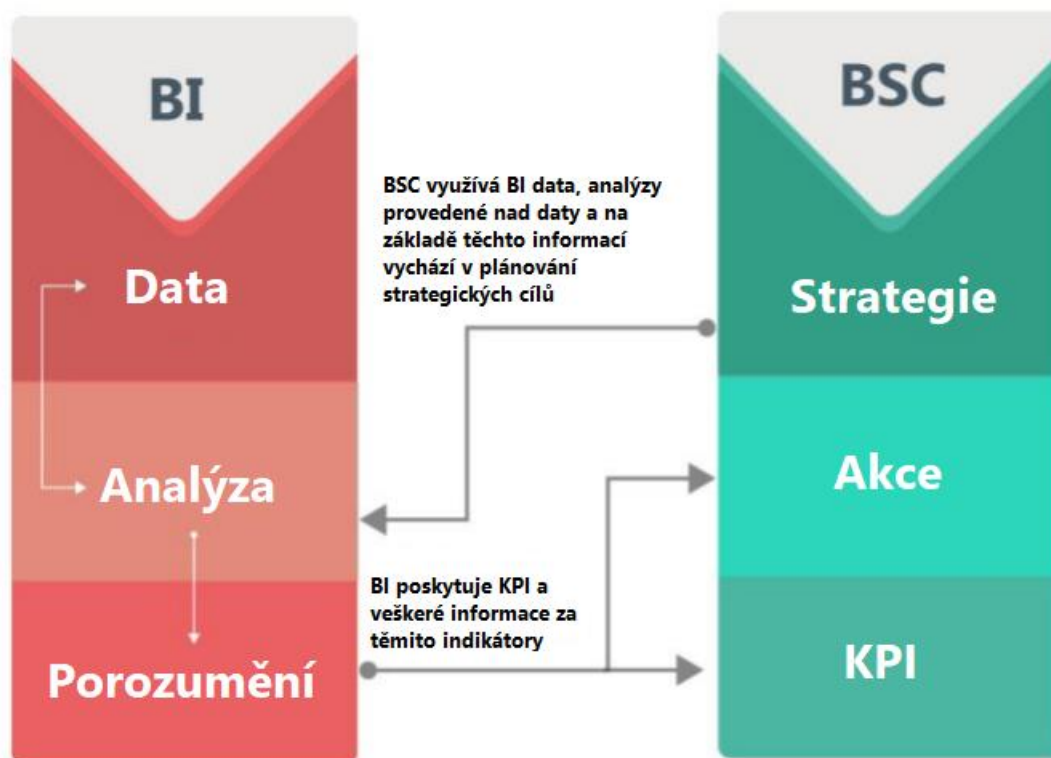 BI
Data
Analýza
Porozumění
BSC využívá BI data, analýzy
provedené nad daty a na
základě těchto informací
vychází v plánování
strategických cílů
BI poskytuje KPI a
veškeré informace za
těmito indikátory
BSC
Strategie
Akce
KPI